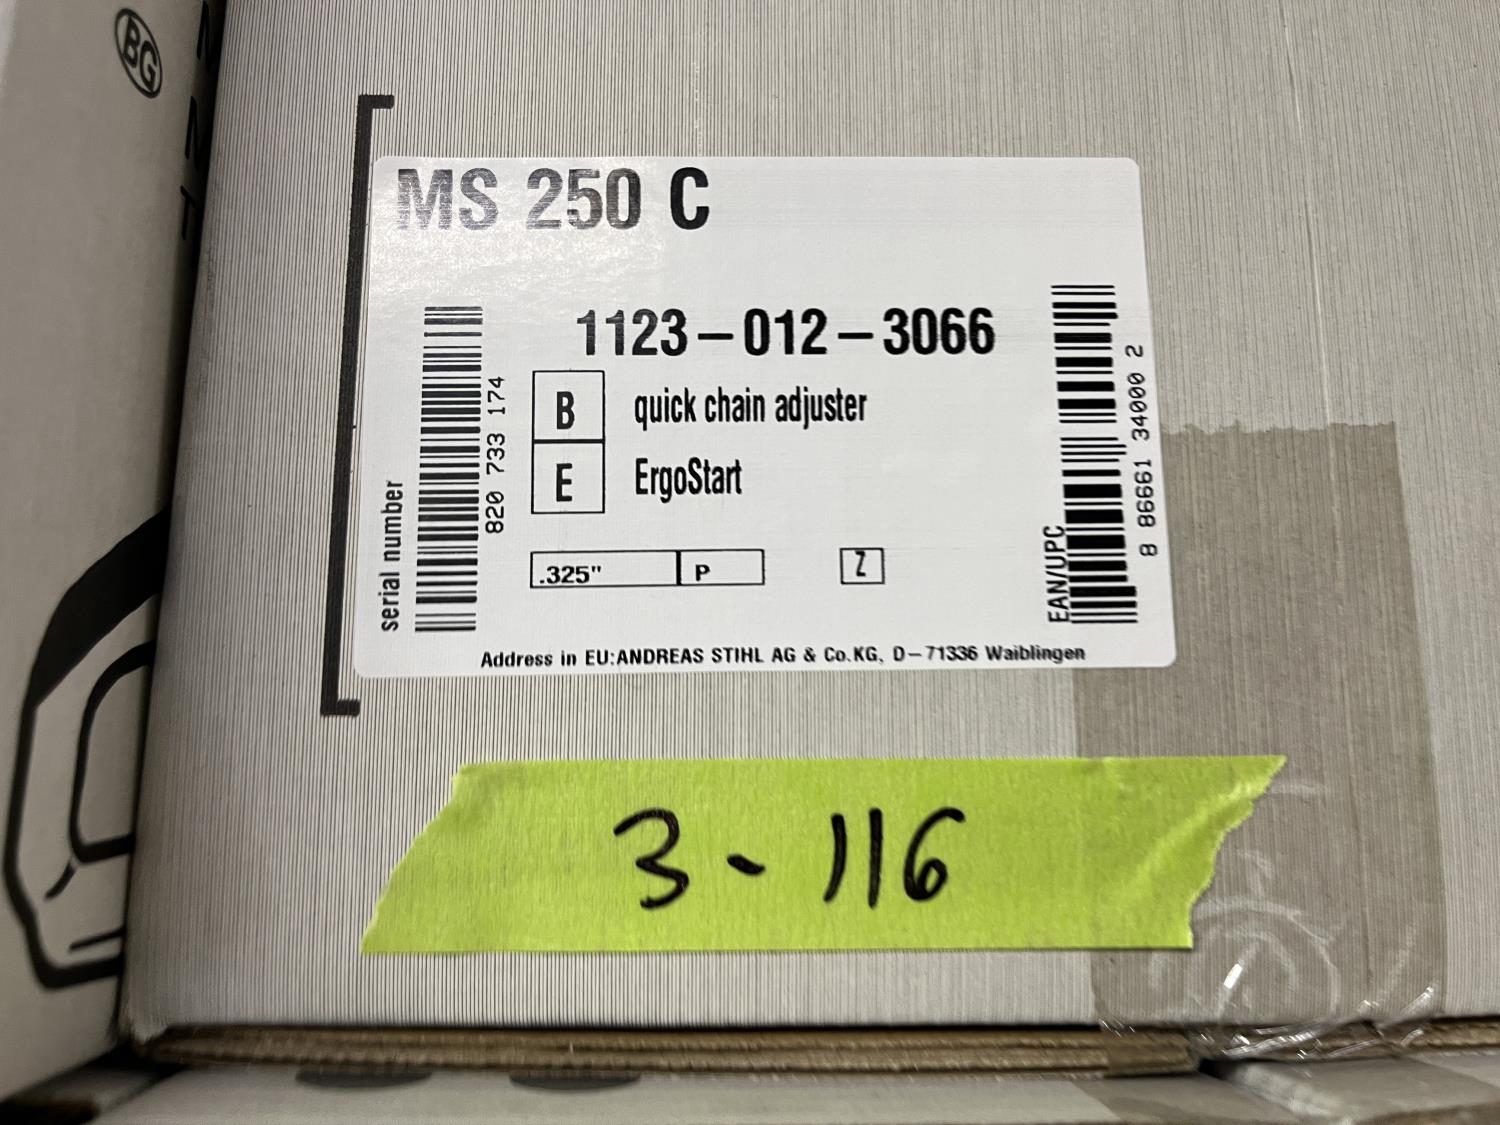 BG
MS 250 C
1123-012-3066
B quick chain adjuster
E ErgoStart
.325" P Z
serial number
820 733 174
EAN/UPC
8 86661 34000 2
Address in EU:ANDREAS STIHL AG & Co.KG, D-71336 Waiblingen
3-116